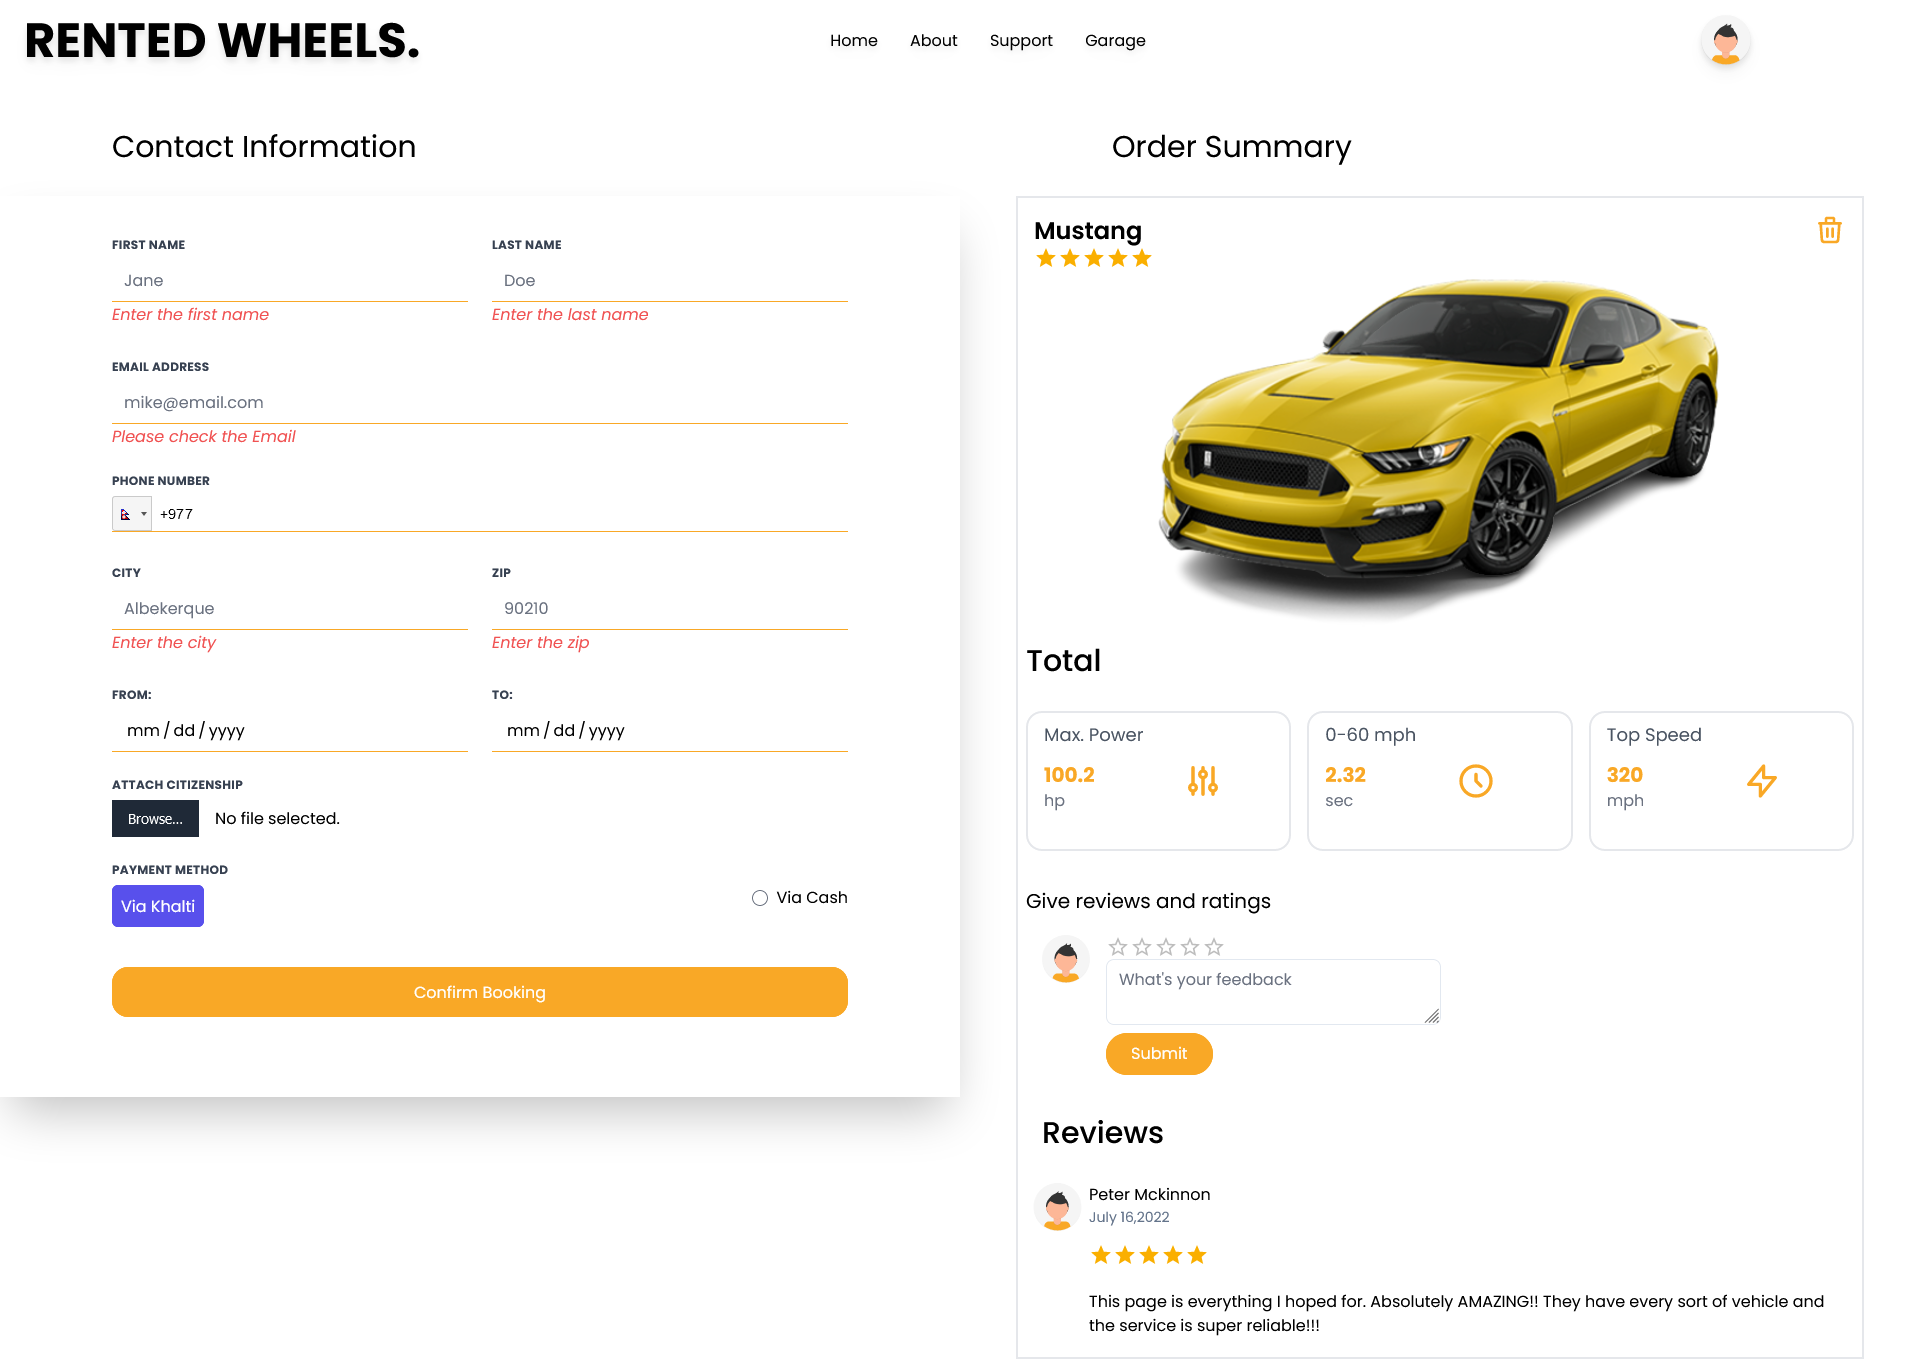 RENTED WHEELS.
Home
About
Support
Garage
Contact Information
FIRST NAME
LAST NAME
Jane
Doe
Enter the first name
Enter the last name
EMAIL ADDRESS
mike@email.com
Please check the Email
PHONE NUMBER
+977
CITY
ZIP
Albekerque
90210
Enter the city
Enter the zip
FROM:
TO:
mm / dd / yyyy
mm / dd / yyyy
ATTACH CITIZENSHIP
Browse...
No file selected.
PAYMENT METHOD
Via Khalti
Via Cash
Confirm Booking
Order Summary
Mustang
Total
Max. Power
100.2
hp
0-60 mph
2.32
sec
Top Speed
320
mph
Give reviews and ratings
What's your feedback
Submit
Reviews
Peter Mckinnon
July 16,2022
This page is everything I hoped for. Absolutely AMAZING!! They have every sort of vehicle and
the service is super reliable!!!